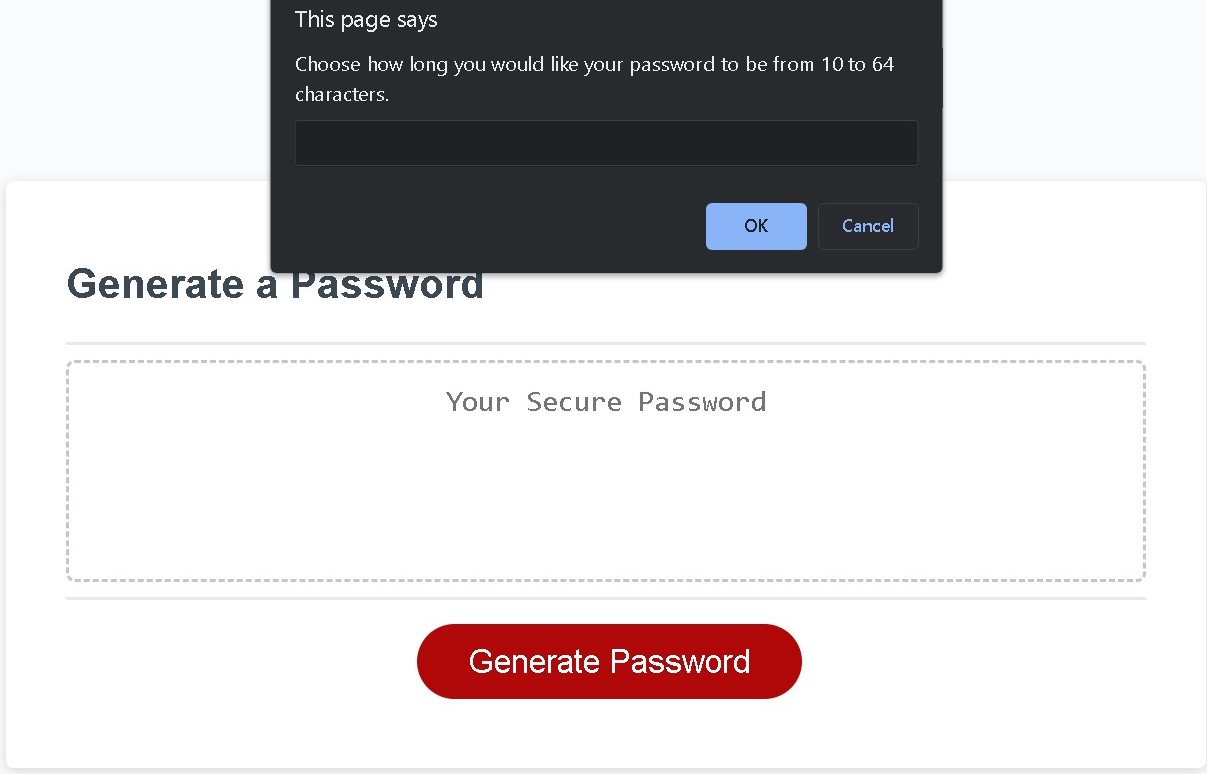 This page says
Choose how long you would like your password to be from 10 to 64
characters.
OK
Cancel
Generate a Password
Your Secure Password
Generate Password